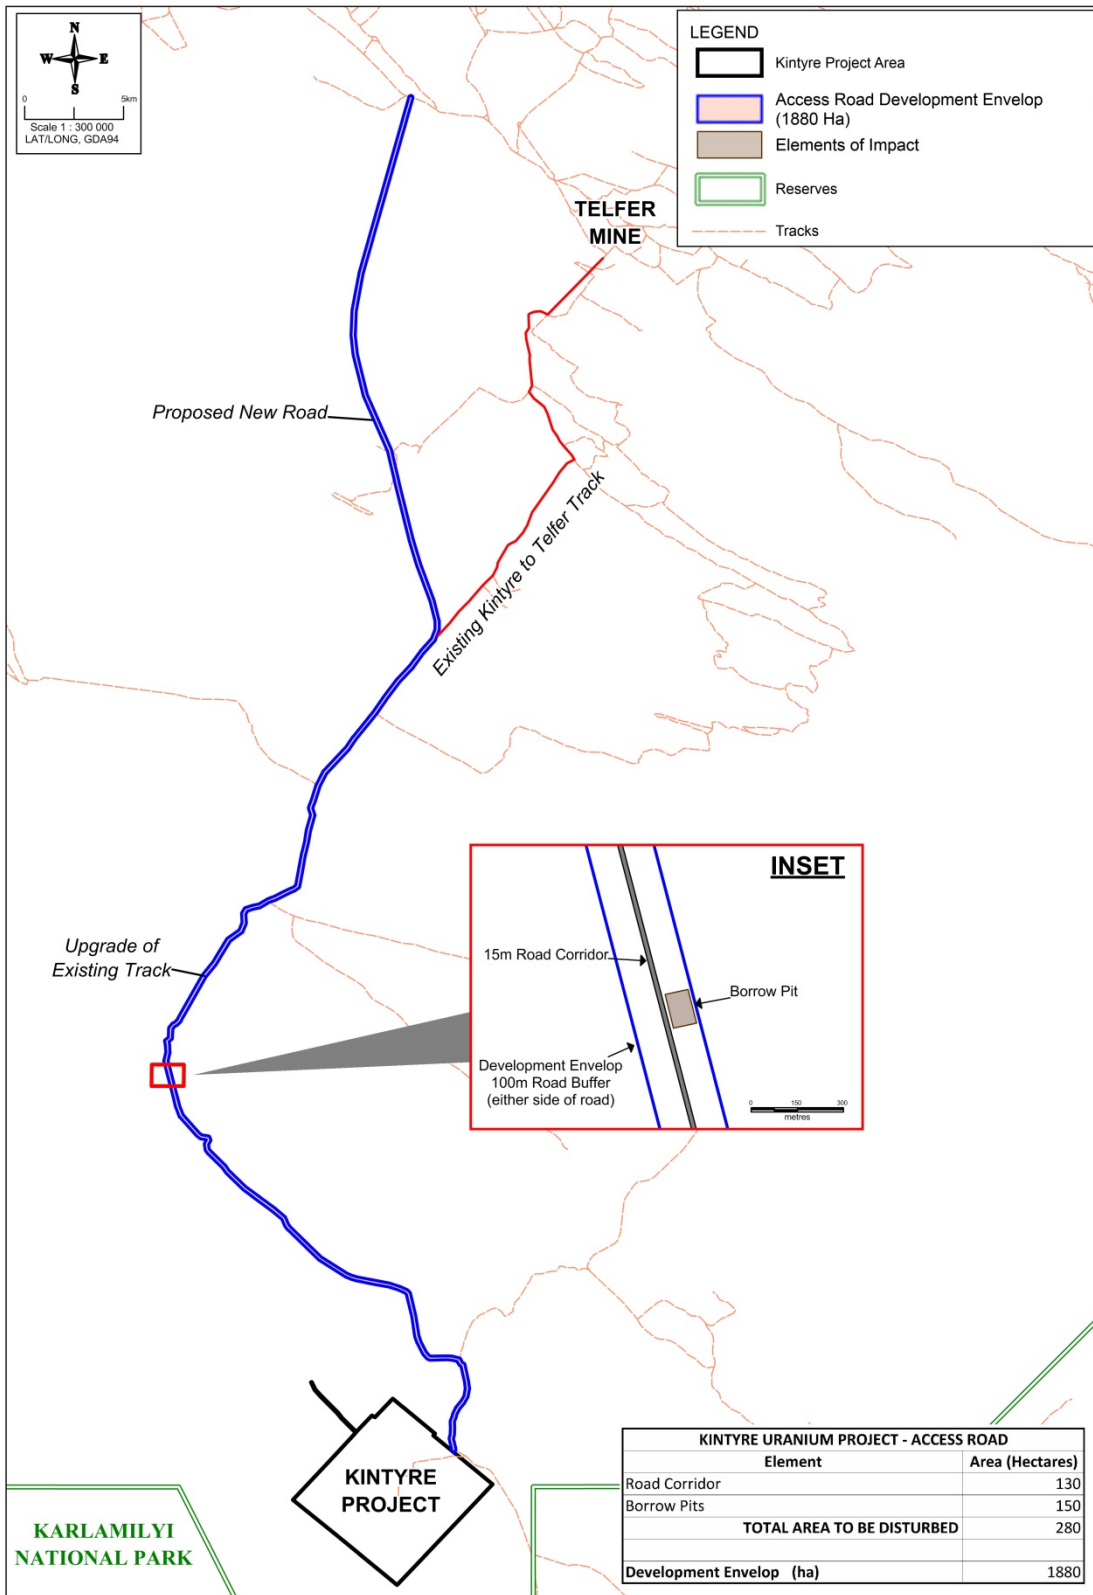 N
W E
S
0 5km
Scale 1 : 300 000
LAT/LONG, GDA94
LEGEND
Kintyre Project Area
Access Road Development Envelop
(1880 Ha)
Elements of Impact
Reserves
Tracks
TELFER
MINE
Proposed New Road
Existing Kintyre to Telfer Track
INSET
15m Road Corridor
Borrow Pit
Development Envelop
100m Road Buffer
(either side of road)
0 150 300
metres
Upgrade of
Existing Track
KINTYRE
PROJECT
KARLAMILYI
NATIONAL PARK
KINTYRE URANIUM PROJECT - ACCESS ROAD
Element Area (Hectares)
Road Corridor 130
Borrow Pits 150
TOTAL AREA TO BE DISTURBED 280
Development Envelop (ha) 1880